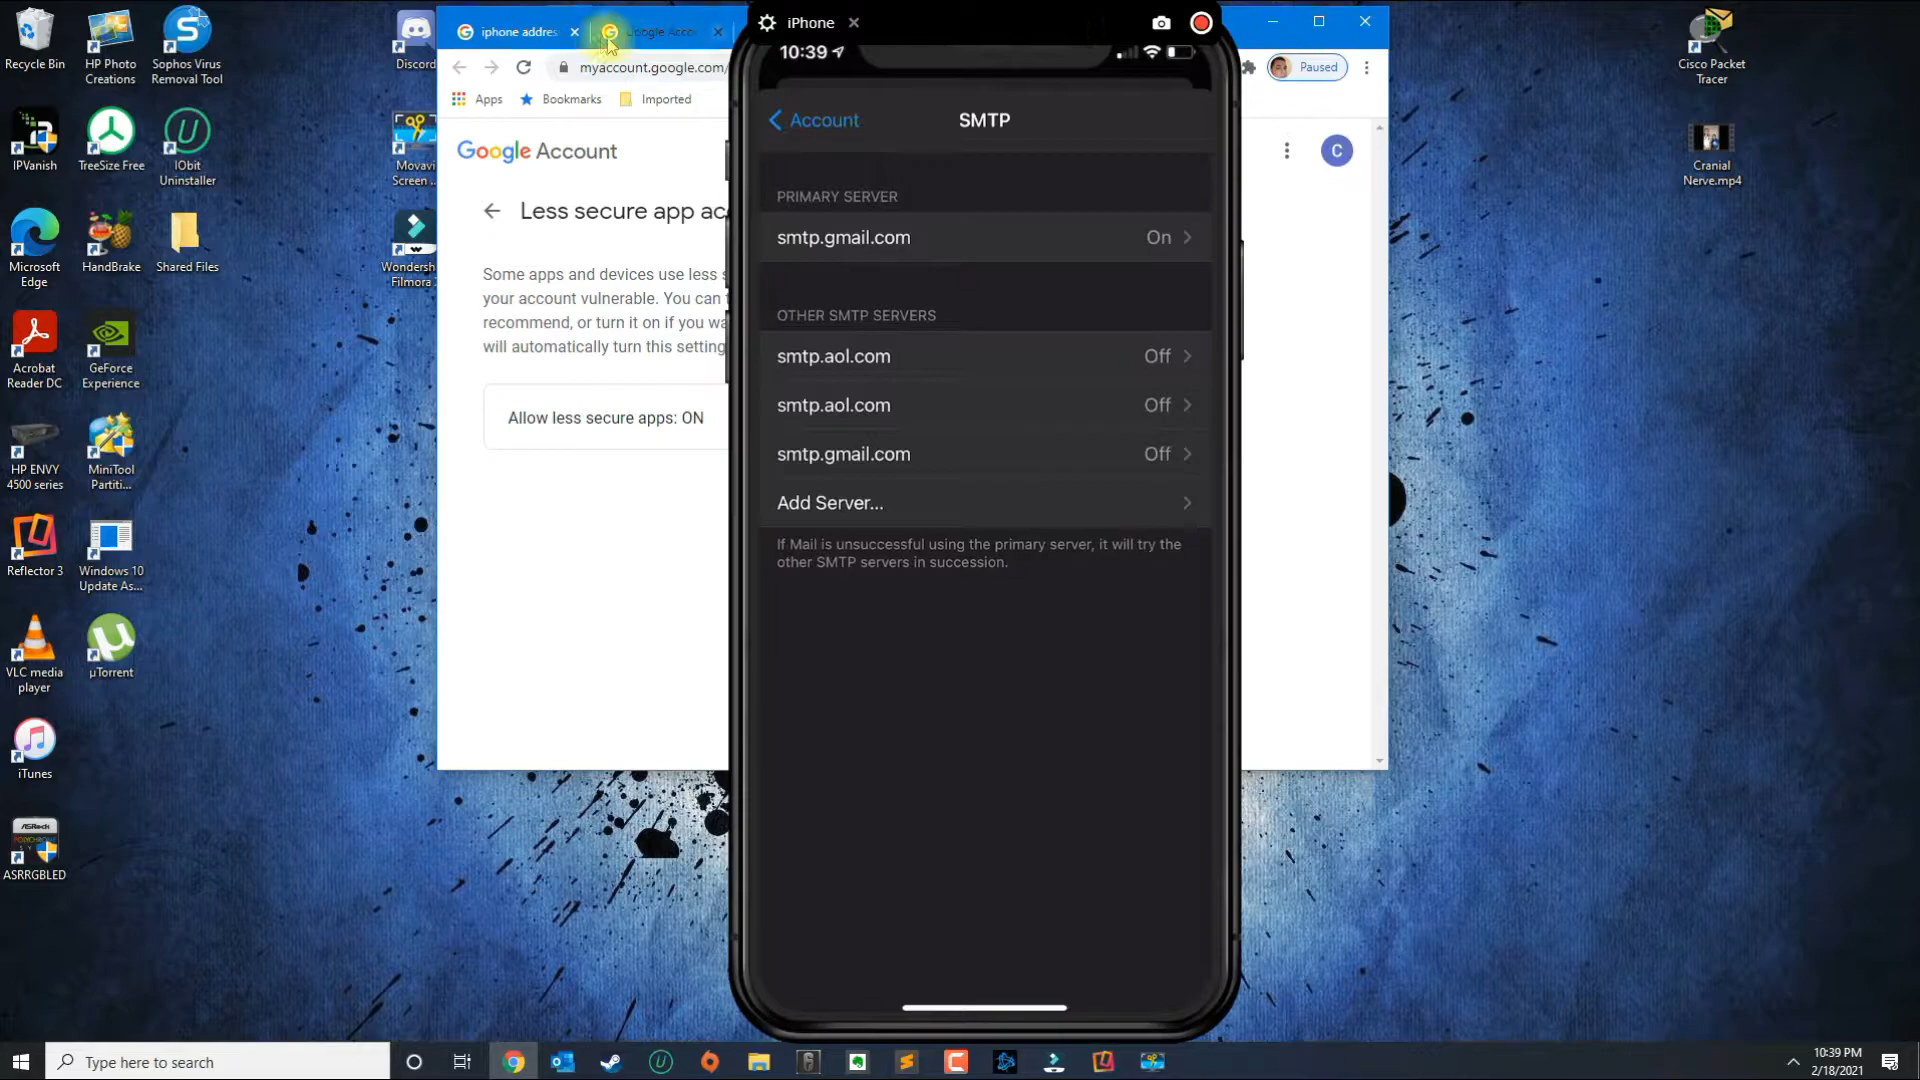 Recycle Bin
HP Photo
Creations
Sophos Virus
Removal Tool
IPVanish
TreeSize Free
IObit
Uninstaller
Microsoft
Edge
HandBrake
Shared Files
Acrobat
Reader DC
GeForce
Experience
HP ENVY
4500 series
MiniTool
Partiti...
Reflector 3
Windows 10
Update As...
VLC media
player
µTorrent
iTunes
ASRock
ASRRGBLED
Discord
Movavi
Screen ...
Wondersh
Filmora
Cisco Packet
Tracer
Cranial
Nerve.mp4
iphone addres
Google Acco
myaccount.google.com/
Paused
Apps
Bookmarks
Imported
Google Account
C
Less secure app ac
Some apps and devices use less s
your account vulnerable. You can t
recommend, or turn it on if you wa
will automatically turn this setting
Allow less secure apps: ON
iPhone
10:39
Account
SMTP
PRIMARY SERVER
smtp.gmail.com On
OTHER SMTP SERVERS
smtp.aol.com Off
smtp.aol.com Off
smtp.gmail.com Off
Add Server...
If Mail is unsuccessful using the primary server, it will try the
other SMTP servers in succession.
Type here to search
10:39 PM
2/18/2021